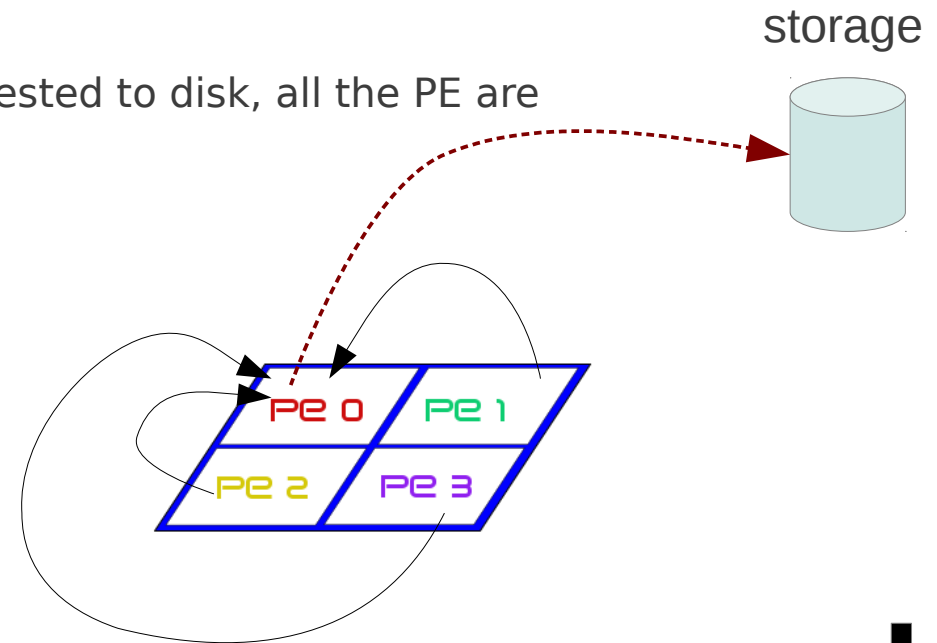 storage
ested to disk, all the PE are
PE 0 PE 1
PE 2 PE 3